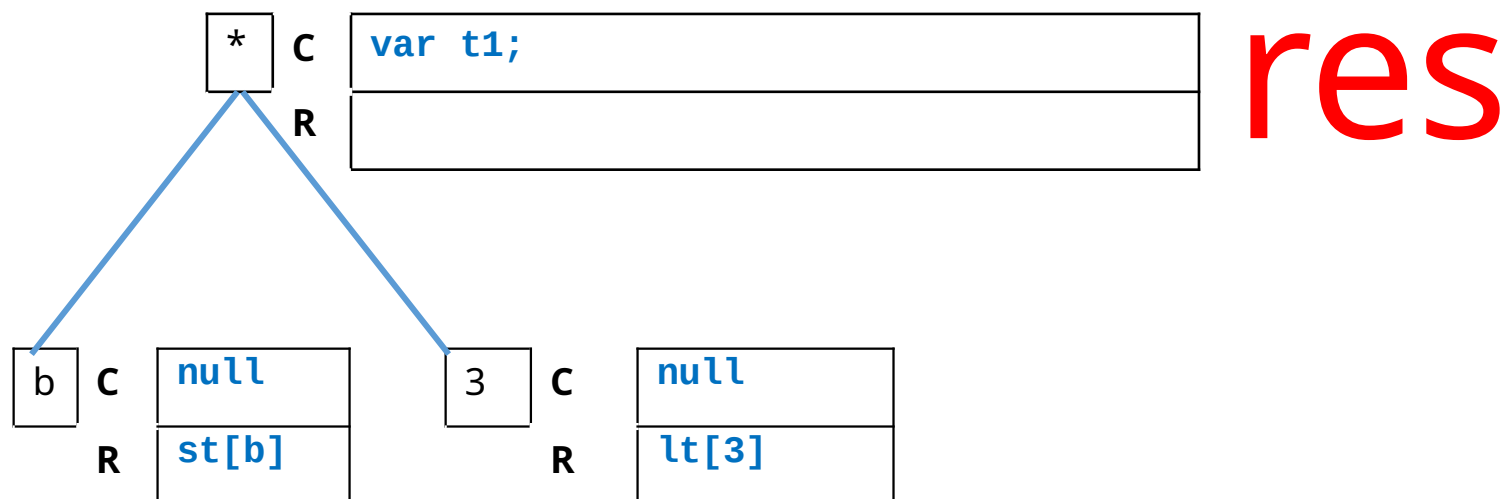 * C var t1; res
R
b C null 3 C null
R st[b] R lt[3]